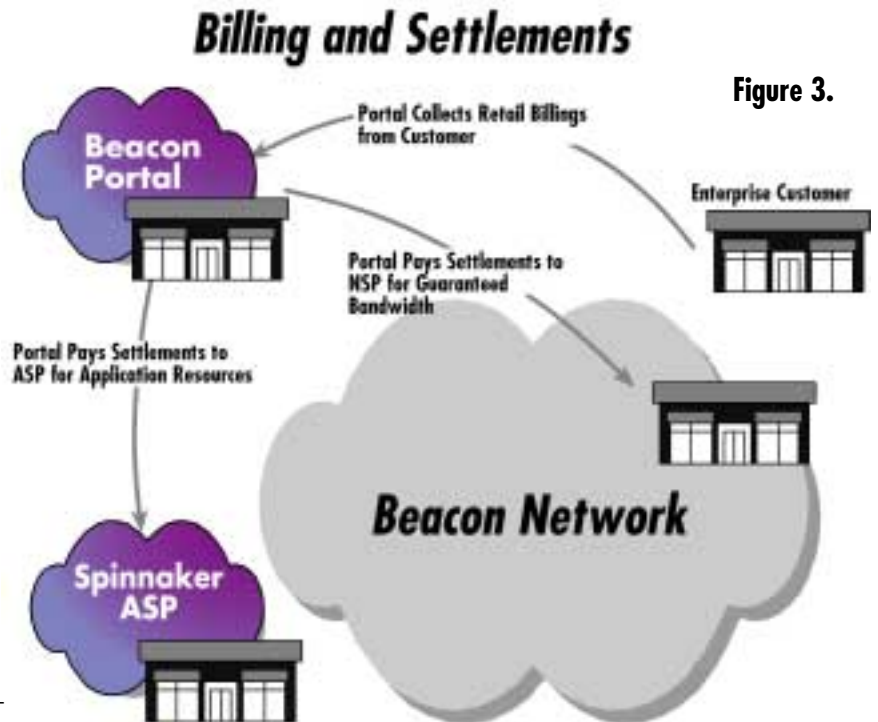 Billing and Settlements
Figure 3.
Portal Collects Retail Billings
from Customer
Beacon
Portal
Enterprise Customer
Portal Pays Settlements to
NSP for Guaranteed
Bandwidth
Portal Pays Settlements to
ASP for Application Resources
Beacon Network
Spinnaker
ASP